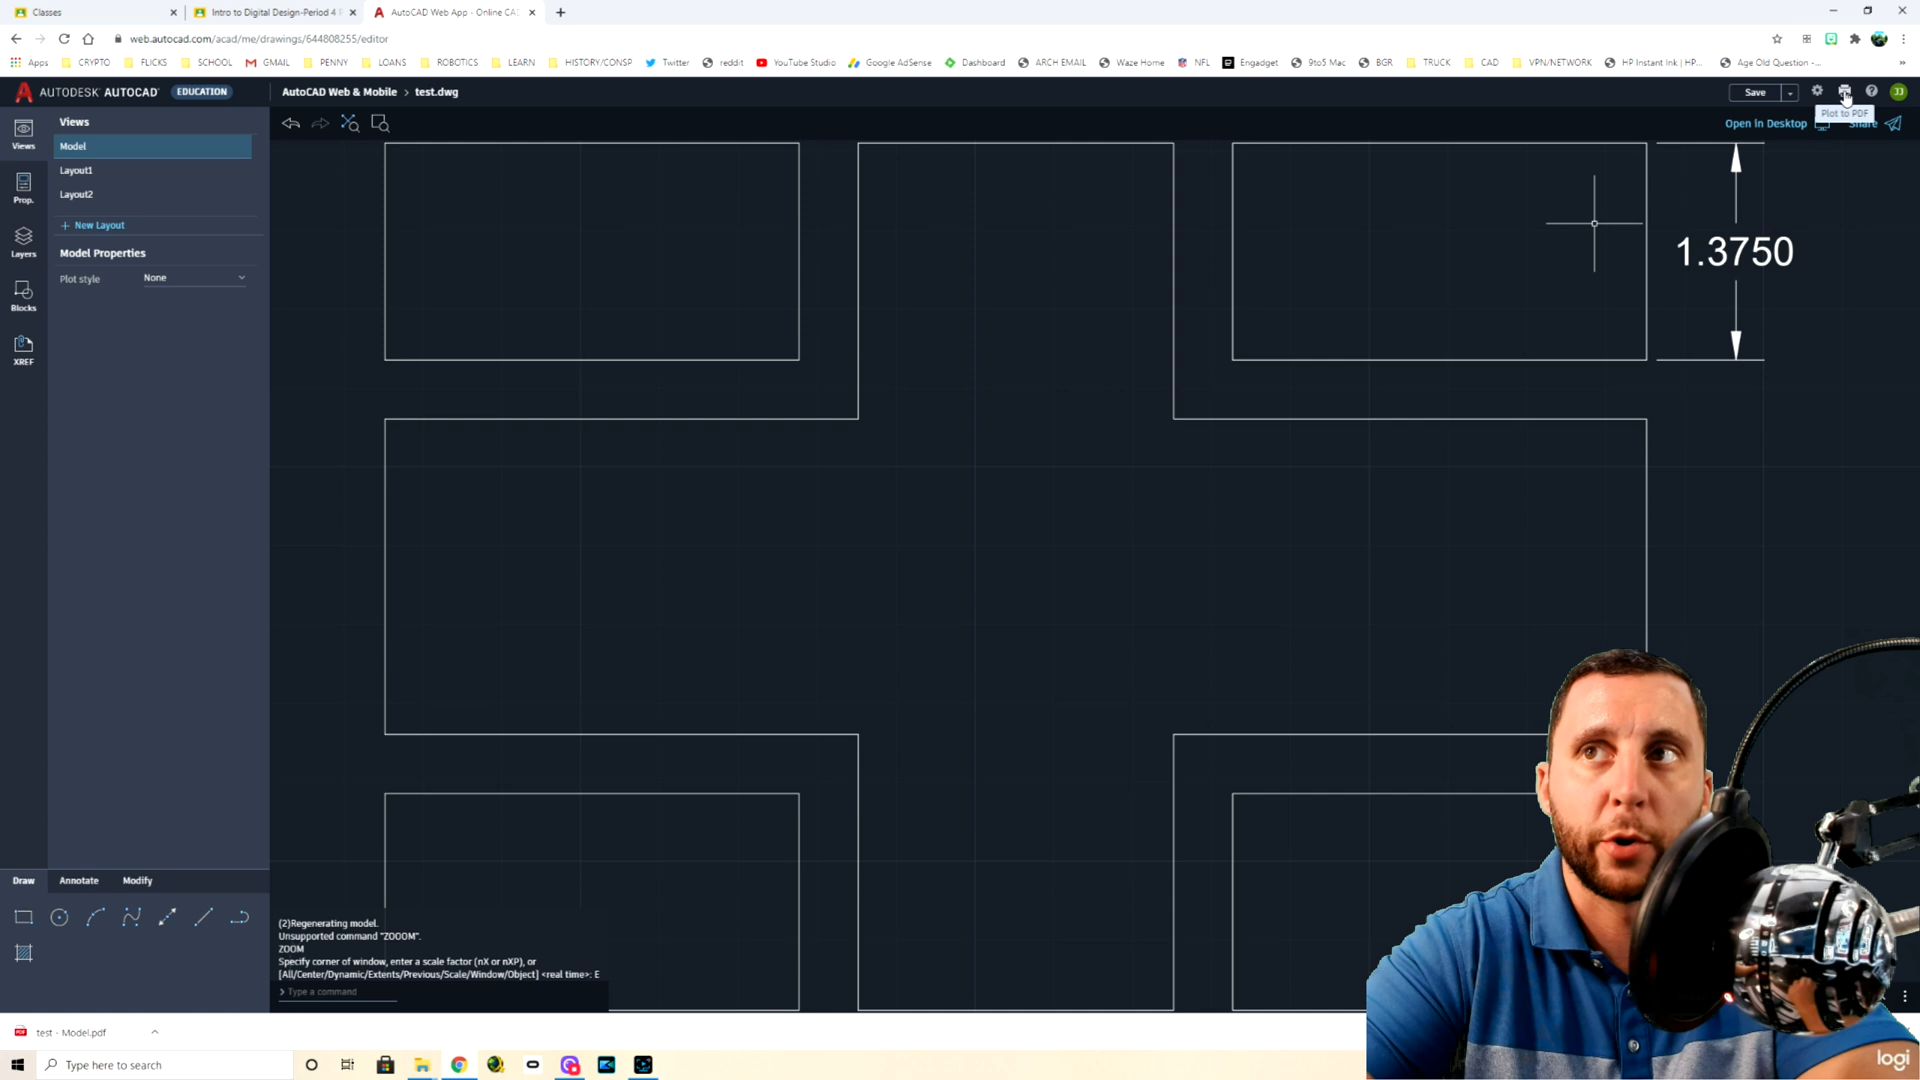 Classes
Intro to Digital Design-Period 4
AutoCAD Web App - Online CA
web.autocad.com/acad/me/drawings/644808255/editor
Apps CRYPTO FLICKS SCHOOL GMAIL PENNY LOANS ROBOTICS LEARN HISTORY/CONSP Twitter reddit YouTube Studio Google AdSense Dashboard ARCH EMAIL Waze Home NFL Engadget 9to5 Mac BGR TRUCK CAD VPN/NETWORK HP Instant Ink | HP... Age Old Question -...
AUTODESK® AUTOCAD® EDUCATION
AutoCAD Web & Mobile > test.dwg
Save
JJ
Plot to PDF
Open in Desktop
Share
Views
Views
Model
Layout1
Layout2
+ New Layout
Model Properties
Plot style None
Prop.
Layers
Blocks
XREF
1.3750
Draw Annotate Modify
(2)Regenerating model.
Unsupported command "ZOOOM".
ZOOM
Specify corner of window, enter a scale factor (nX or nXP), or
[All/Center/Dynamic/Extents/Previous/Scale/Window/Object] <real time>: E
Type a command
test - Model.pdf
Type here to search
logi